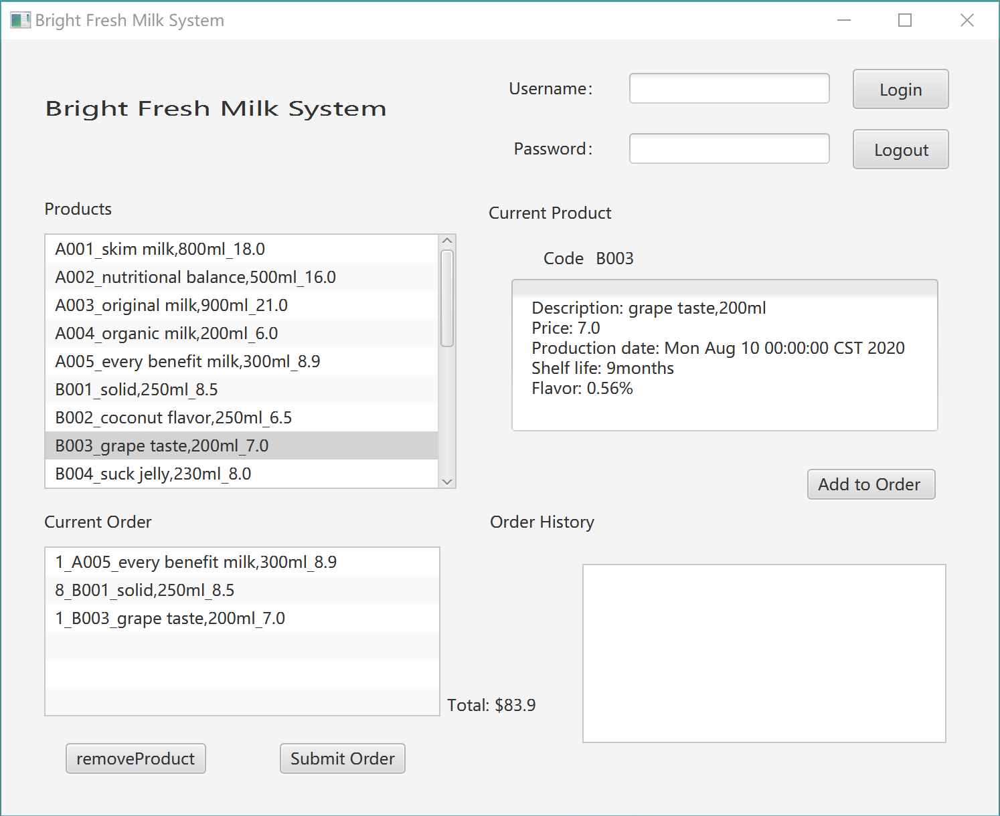 Bright Fresh Milk System
Username:
Login
Bright Fresh Milk System
Password:
Logout
Products
Current Product
A001_skim milk,800ml_18.0
A002_nutritional balance,500ml_16.0
A003_original milk,900ml_21.0
A004_organic milk,200ml_6.0
A005_every benefit milk,300ml_8.9
B001_solid,250ml_8.5
B002_coconut flavor,250ml_6.5
B003_grape taste,200ml_7.0
B004_suck jelly,230ml_8.0
Code B003
Description: grape taste,200ml
Price: 7.0
Production date: Mon Aug 10 00:00:00 CST 2020
Shelf life: 9months
Flavor: 0.56%
Add to Order
Current Order
Order History
1_A005_every benefit milk,300ml_8.9
8_B001_solid,250ml_8.5
1_B003_grape taste,200ml_7.0
Total: $83.9
removeProduct
Submit Order